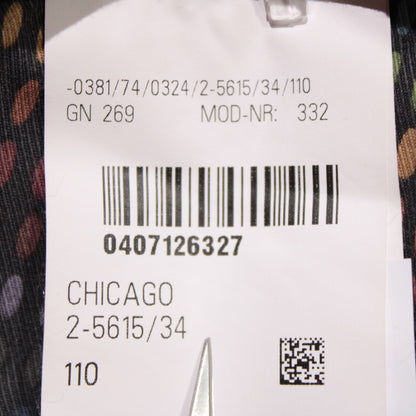 -0381/74/0324/2-5615/34/110
GN 269 MOD-NR: 332
0407126327
CHICAGO
2-5615/34
110